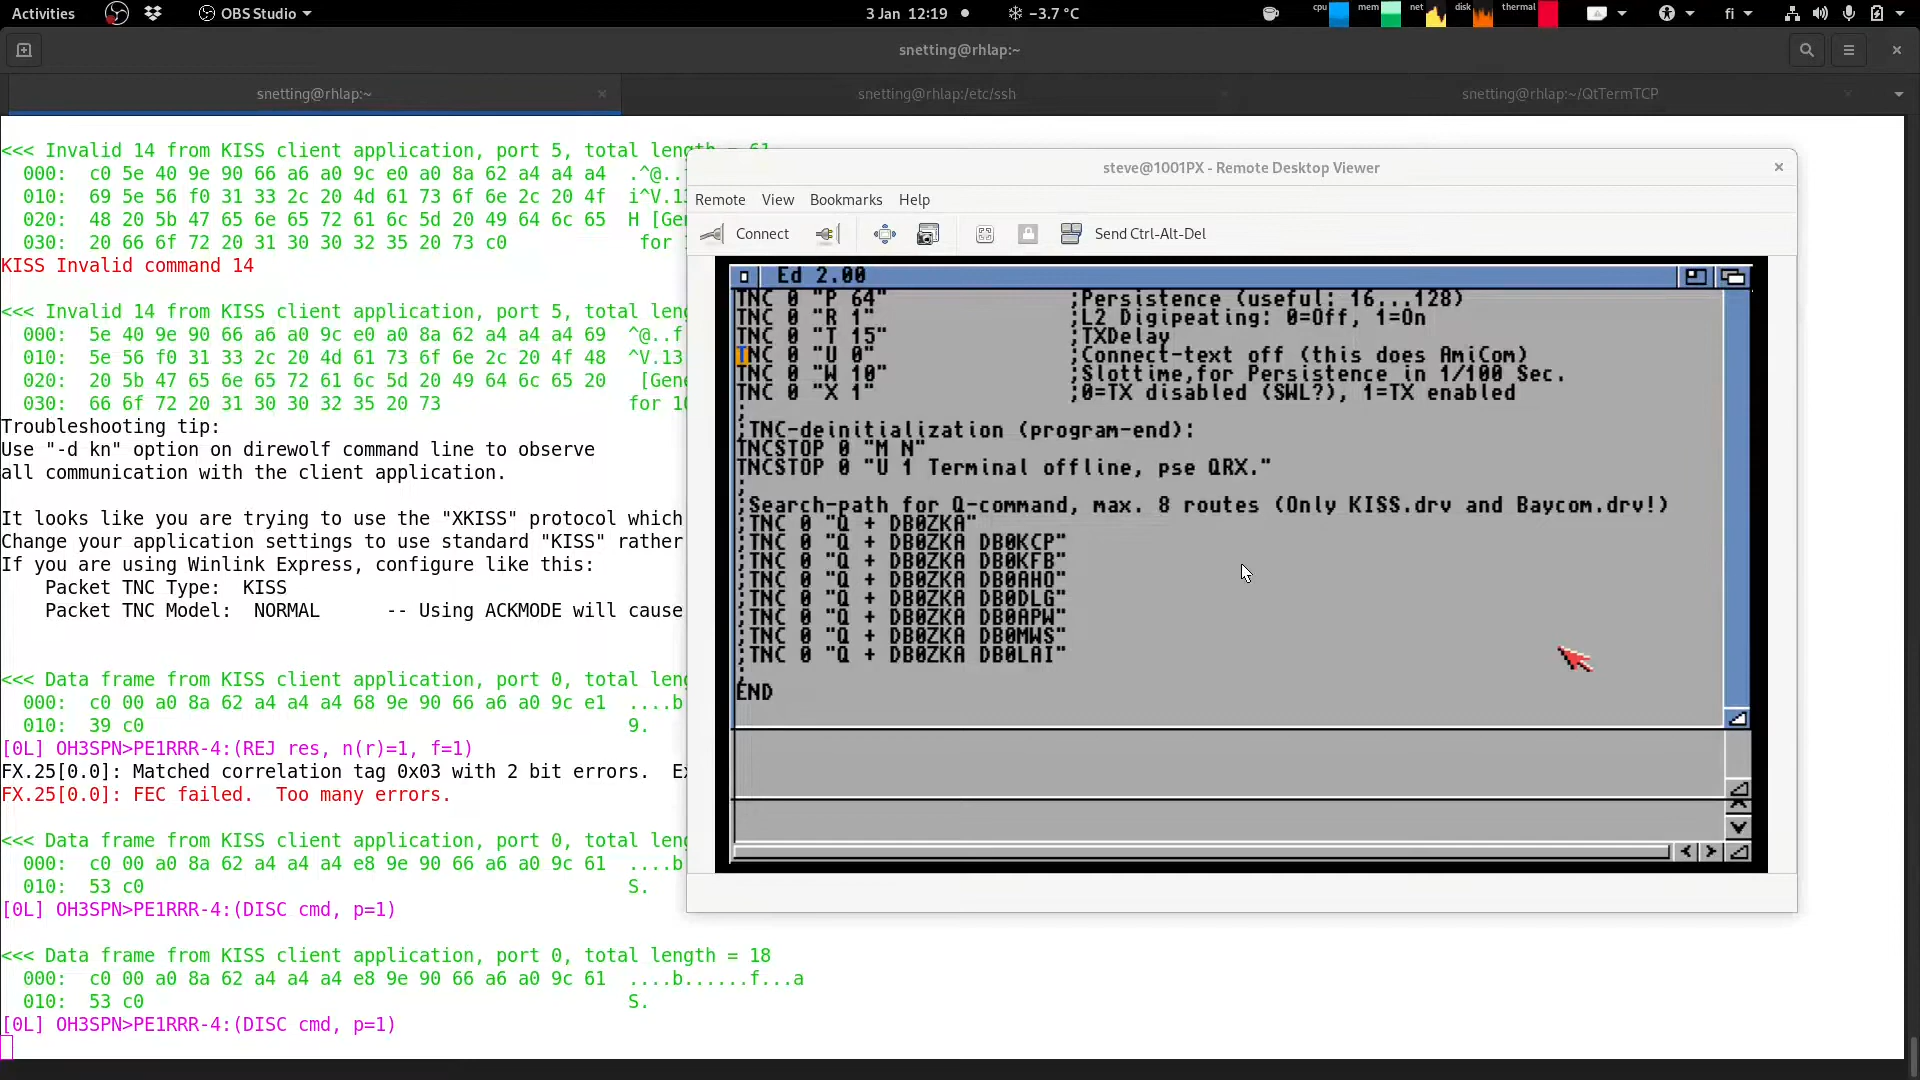 Activities
OBS Studio
3 Jan 12:19
−3.7 °C
cpu
mem
net
disk
thermal
fi
snetting@rhlap:~
snetting@rhlap:~
snetting@rhlap:/etc/ssh
snetting@rhlap:~/QtTermTCP
<<< Invalid 14 from KISS client application, port 5, total length = 61
000: c0 5e 40 9e 90 66 a6 a0 9c e0 a0 8a 62 a4 a4 a4 .^@..f
010: 69 5e 56 f0 31 33 2c 20 4d 61 73 6f 6e 2c 20 4f i^V.13
020: 48 20 5b 47 65 6e 65 72 61 6c 5d 20 49 64 6c 65 H [Gen
030: 20 66 6f 72 20 31 30 30 32 35 20 73 c0 for 1
KISS Invalid command 14
<<< Invalid 14 from KISS client application, port 5, total leng
000: 5e 40 9e 90 66 a6 a0 9c e0 a0 8a 62 a4 a4 a4 69 ^@..f.
010: 5e 56 f0 31 33 2c 20 4d 61 73 6f 6e 2c 20 4f 48 ^V.13,
020: 20 5b 47 65 6e 65 72 61 6c 5d 20 49 64 6c 65 20 [Gene
030: 66 6f 72 20 31 30 30 32 35 20 73 for 10
Troubleshooting tip:
Use "-d kn" option on direwolf command line to observe
all communication with the client application.
It looks like you are trying to use the "XKISS" protocol which
Change your application settings to use standard "KISS" rather
If you are using Winlink Express, configure like this:
Packet TNC Type: KISS
Packet TNC Model: NORMAL -- Using ACKMODE will cause
<<< Data frame from KISS client application, port 0, total leng
000: c0 00 a0 8a 62 a4 a4 a4 68 9e 90 66 a6 a0 9c e1 ....b
010: 39 c0 9.
[0L] OH3SPN>PE1RRR-4:(REJ res, n(r)=1, f=1)
FX.25[0.0]: Matched correlation tag 0x03 with 2 bit errors. Ex
FX.25[0.0]: FEC failed. Too many errors.
<<< Data frame from KISS client application, port 0, total leng
000: c0 00 a0 8a 62 a4 a4 a4 e8 9e 90 66 a6 a0 9c 61 ....b
010: 53 c0 S.
[0L] OH3SPN>PE1RRR-4:(DISC cmd, p=1)
<<< Data frame from KISS client application, port 0, total length = 18
000: c0 00 a0 8a 62 a4 a4 a4 e8 9e 90 66 a6 a0 9c 61 ....b......f...a
010: 53 c0 S.
[0L] OH3SPN>PE1RRR-4:(DISC cmd, p=1)
steve@1001PX - Remote Desktop Viewer
Remote View Bookmarks Help
Connect
Send Ctrl-Alt-Del
Ed 2.00
TNC 0 "P 64" ;Persistence (useful: 16...128)
TNC 0 "R 1" ;L2 Digipeating: 0=Off, 1=On
TNC 0 "T 15" ;TXDelay
TNC 0 "U 0" ;Connect-text off (this does AmiCom)
TNC 0 "W 10" ;Slottime,for Persistence in 1/100 Sec.
TNC 0 "X 1" ;0=TX disabled (SWL?), 1=TX enabled
;
;TNC-deinitialization (program-end):
TNCSTOP 0 "M N"
TNCSTOP 0 "U 1 Terminal offline, pse QRX."
;
;Search-path for Q-command, max. 8 routes (Only KISS.drv and Baycom.drv!)
;TNC 0 "Q + DB0ZKA"
;TNC 0 "Q + DB0ZKA DB0KCP"
;TNC 0 "Q + DB0ZKA DB0KFB"
;TNC 0 "Q + DB0ZKA DB0AHO"
;TNC 0 "Q + DB0ZKA DB0DLG"
;TNC 0 "Q + DB0ZKA DB0APW"
;TNC 0 "Q + DB0ZKA DB0MWS"
;TNC 0 "Q + DB0ZKA DB0LAI"
;
END